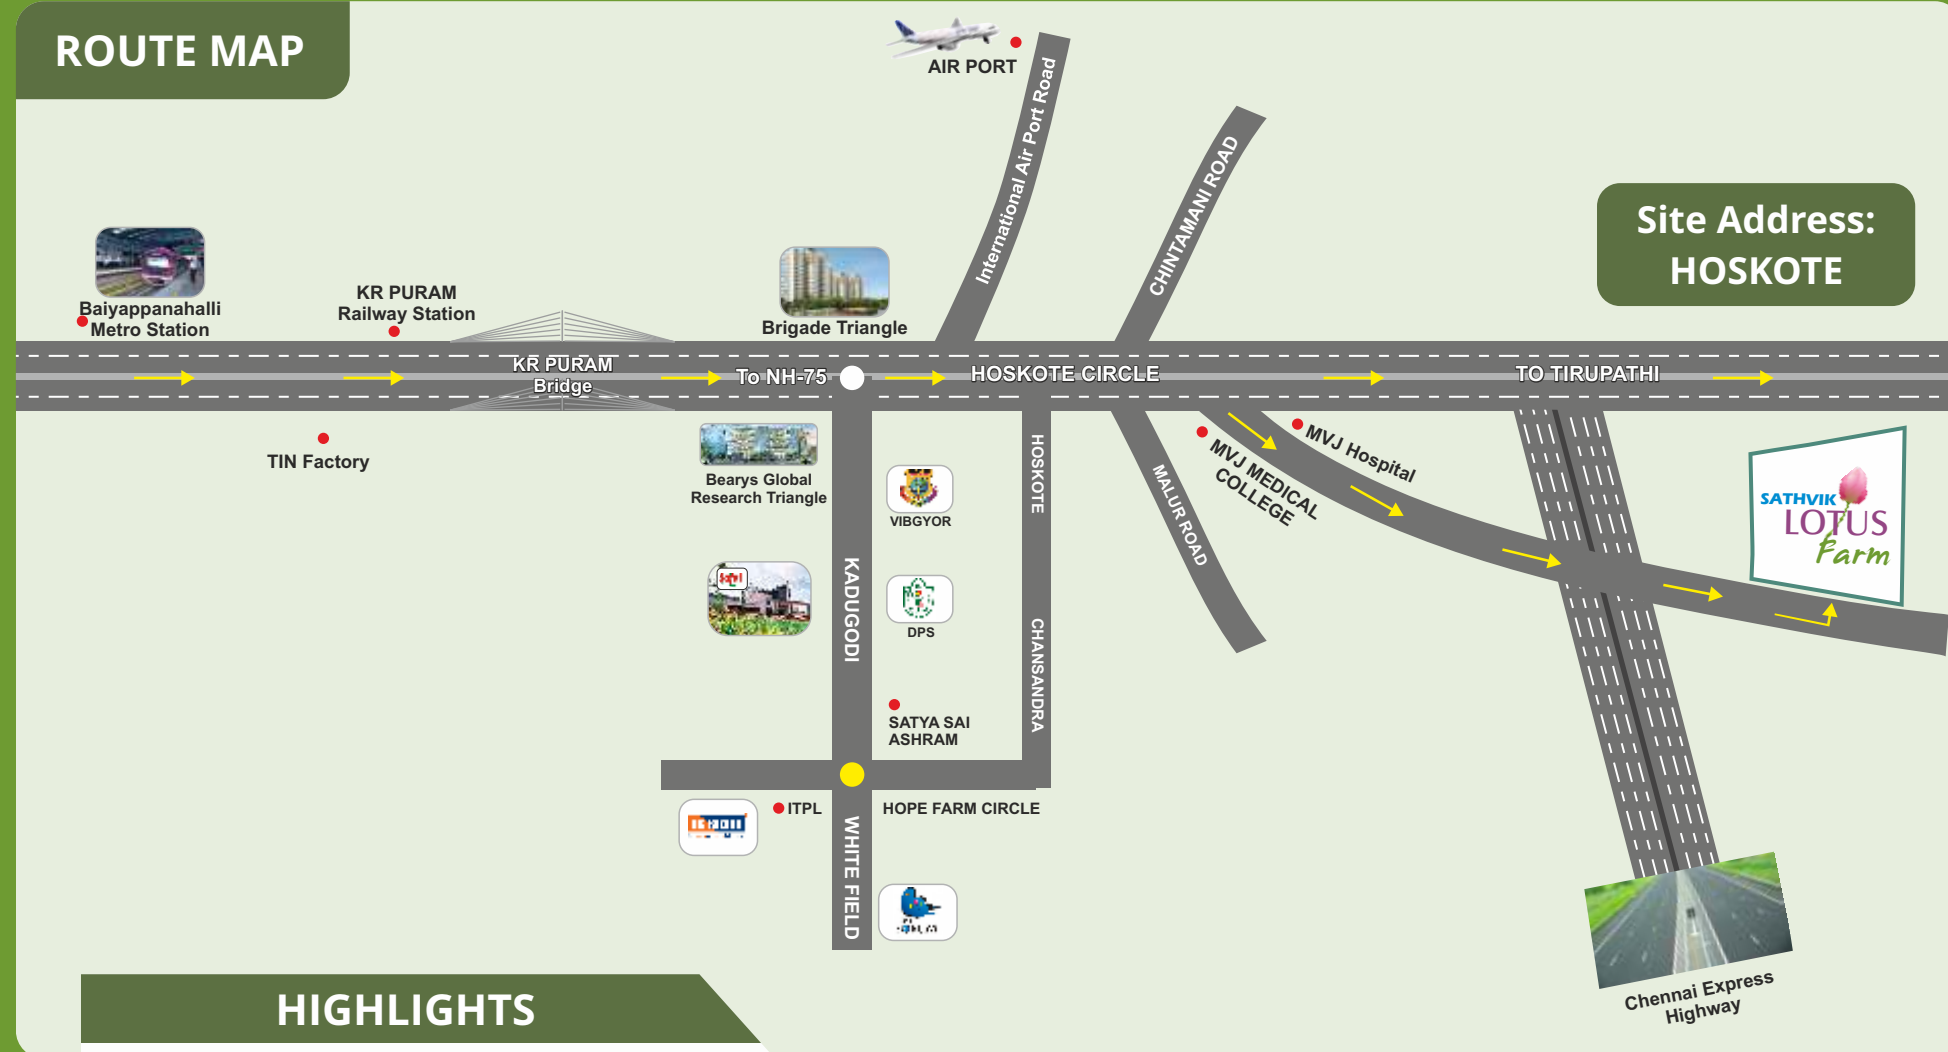 ROUTE MAP
AIR PORT
International Air Port Road
CHINTAMANI ROAD
Site Address:
HOSKOTE
Baiyappanahalli
Metro Station
KR PURAM
Railway Station
Brigade Triangle
KR PURAM
Bridge
To NH-75
HOSKOTE CIRCLE
TO TIRUPATHI
TIN Factory
Bearys Global
Research Triangle
VIBGYOR
DPS
KADUGODI
HOSKOTE
CHANSANDRA
MALUR ROAD
MVJ MEDICAL
COLLEGE
MVJ Hospital
SATHVIK
LOTUS
Farm
SATYA SAI
ASHRAM
ITPL
HOPE FARM CIRCLE
WHITE FIELD
Chennai Express
Highway
HIGHLIGHTS